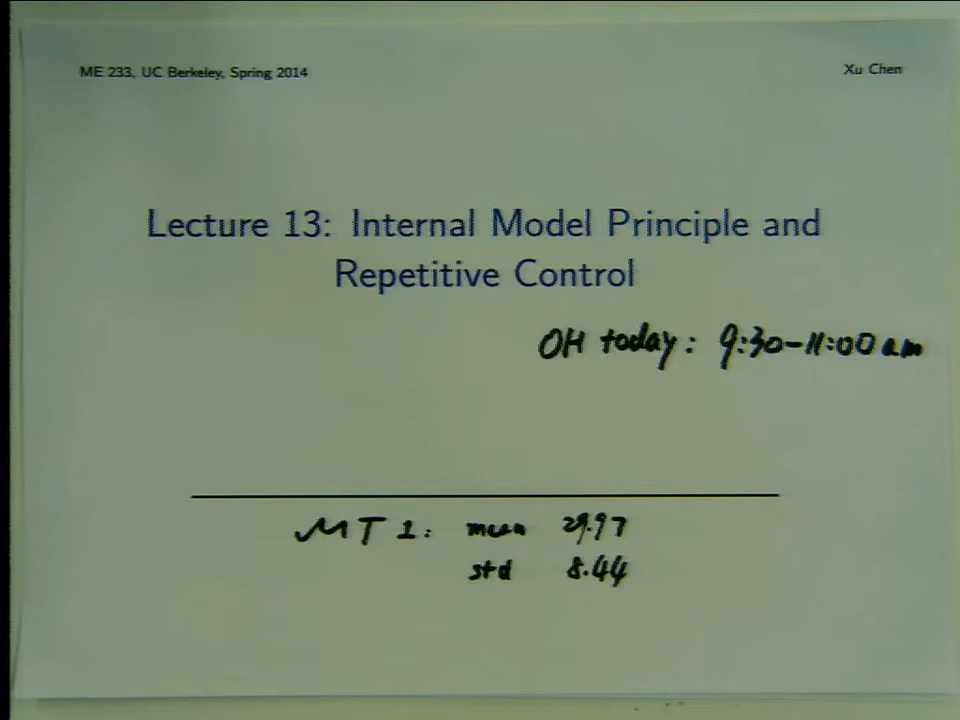 ME 233, UC Berkeley, Spring 2014
Xu Chen
Lecture 13: Internal Model Principle and
Repetitive Control
OH today: 9:30-11:00 am
MT 1: mean 29.97
std 8.44